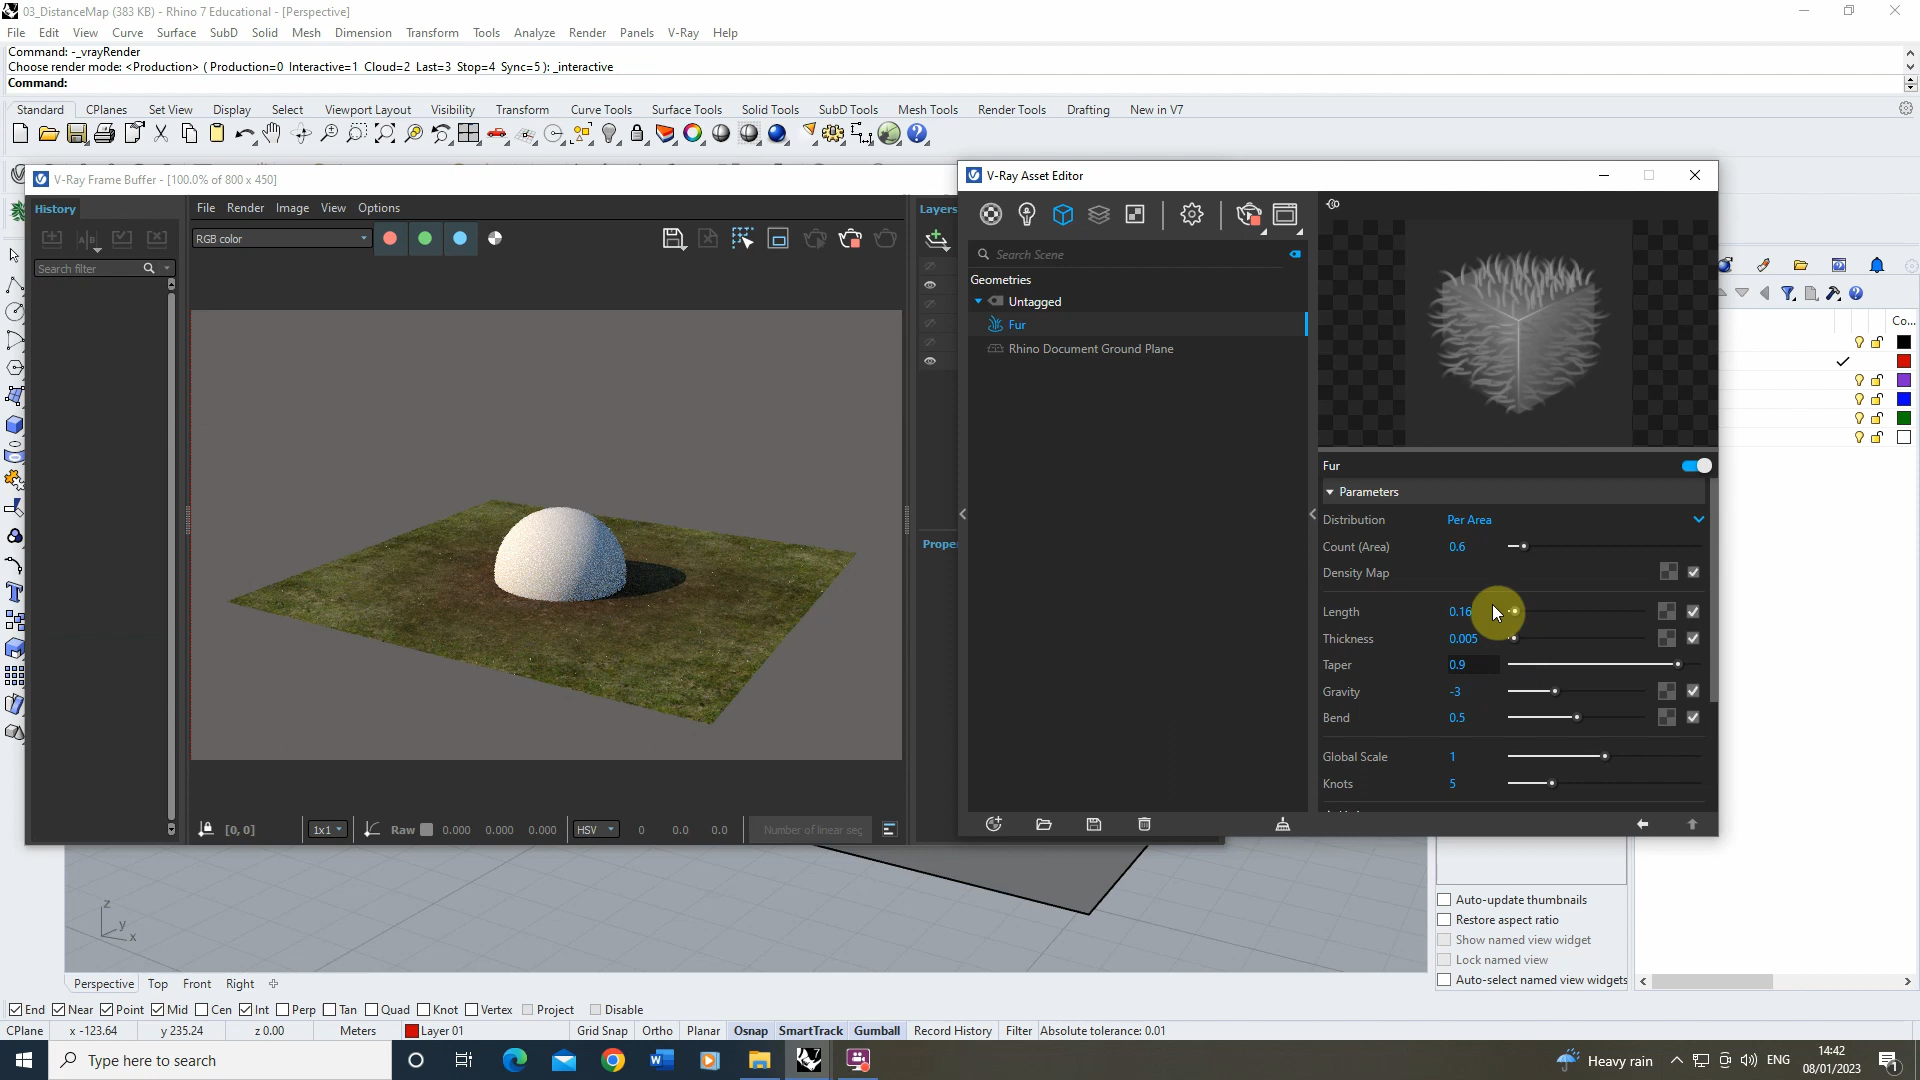 03_DistanceMap (383 KB) - Rhino 7 Educational - [Perspective]
File Edit View Curve Surface SubD Solid Mesh Dimension Transform Tools Analyze Render Panels V-Ray Help
Command: -_vrayRender
Choose render mode: <Production> ( Production=0 Interactive=1 Cloud=2 Last=3 Stop=4 Sync=5 ): _interactive
Command:
Standard CPlanes Set View Display Select Viewport Layout Visibility Transform Curve Tools Surface Tools Solid Tools SubD Tools Mesh Tools Render Tools Drafting New in V7
V-Ray Frame Buffer - [100.0% of 800 x 450]
History
Search filter
File Render Image View Options
RGB color
Layers
Prope
[0, 0] 1x1 Raw 0.000 0.000 0.000 HSV 0 0.0 0.0 Number of linear seg
V-Ray Asset Editor
Search Scene
Geometries
Untagged
Fur
Rhino Document Ground Plane
Fur
Parameters
Distribution Per Area
Count (Area) 0.6
Density Map
Length 0.16
Thickness 0.005
Taper 0.9
Gravity -3
Bend 0.5
Global Scale 1
Knots 5
Co...
Auto-update thumbnails
Restore aspect ratio
Show named view widget
Lock named view
Auto-select named view widgets
z
y
x
Perspective Top Front Right
End Near Point Mid Cen Int Perp Tan Quad Knot Vertex Project Disable
CPlane x -123.64 y 235.24 z 0.00 Meters Layer 01 Grid Snap Ortho Planar Osnap SmartTrack Gumball Record History Filter Absolute tolerance: 0.01
Type here to search
Heavy rain
ENG
14:42
08/01/2023
1